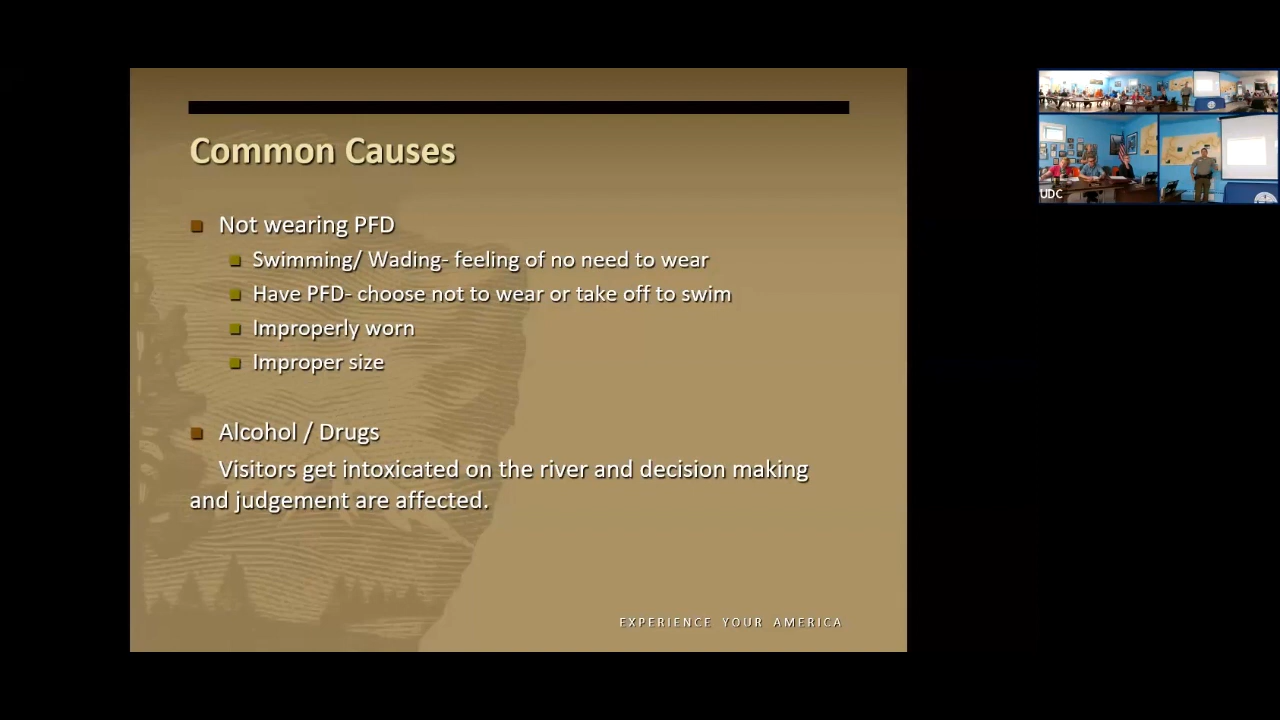 Common Causes
Not wearing PFD
Swimming/ Wading- feeling of no need to wear
Have PFD- choose not to wear or take off to swim
Improperly worn
Improper size
Alcohol / Drugs
Visitors get intoxicated on the river and decision making
and judgement are affected.
EXPERIENCE YOUR AMERICA
UDC